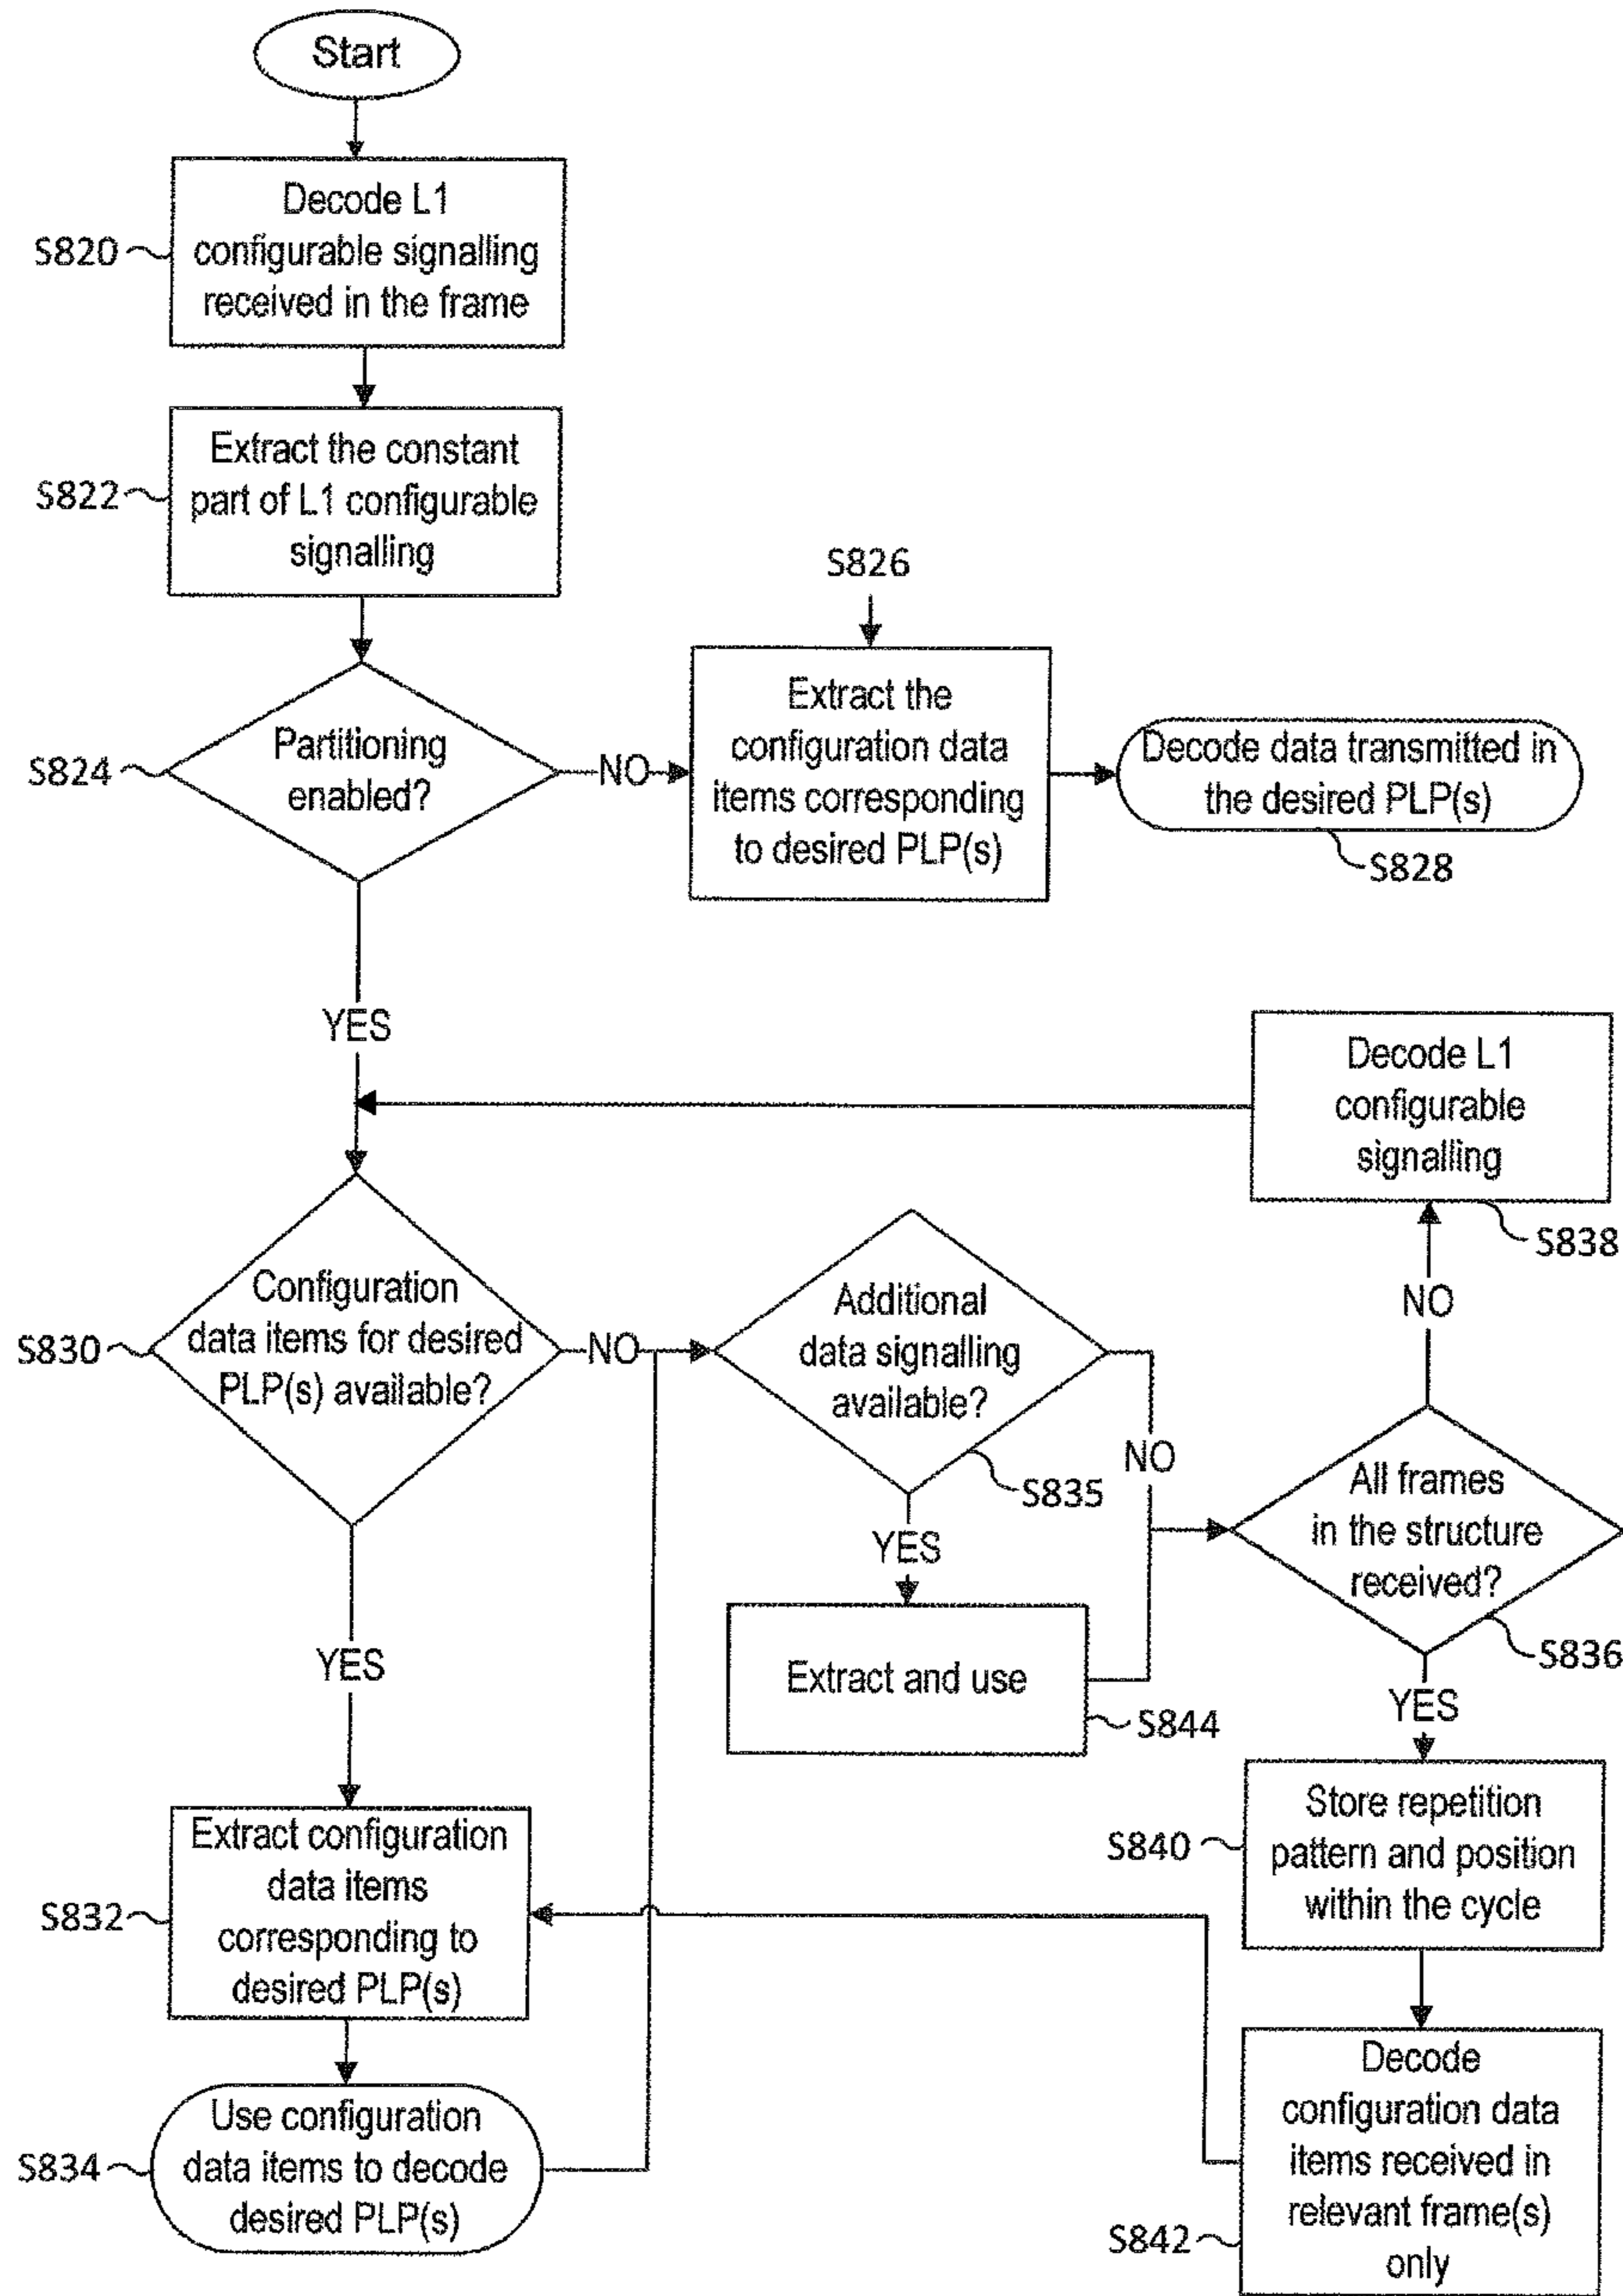 Start
Decode L1
configurable signalling
received in the frame
S820
Extract the constant
part of L1 configurable
signalling
S822
S826
Partitioning
enabled?
S824
NO
Extract the
configuration data
items corresponding
to desired PLP(s)
Decode data transmitted in
the desired PLP(s)
S828
YES
Decode L1
configurable
signalling
S838
NO
Configuration
data items for desired
PLP(s) available?
S830
NO
Additional
data signalling
available?
S835
NO
YES
All frames
in the structure
received?
S836
YES
YES
Extract and use
S844
Store repetition
pattern and position
within the cycle
S840
Extract configuration
data items
corresponding to
desired PLP(s)
S832
Use configuration
data items to decode
desired PLP(s)
S834
Decode
configuration data
items received in
relevant frame(s)
only
S842